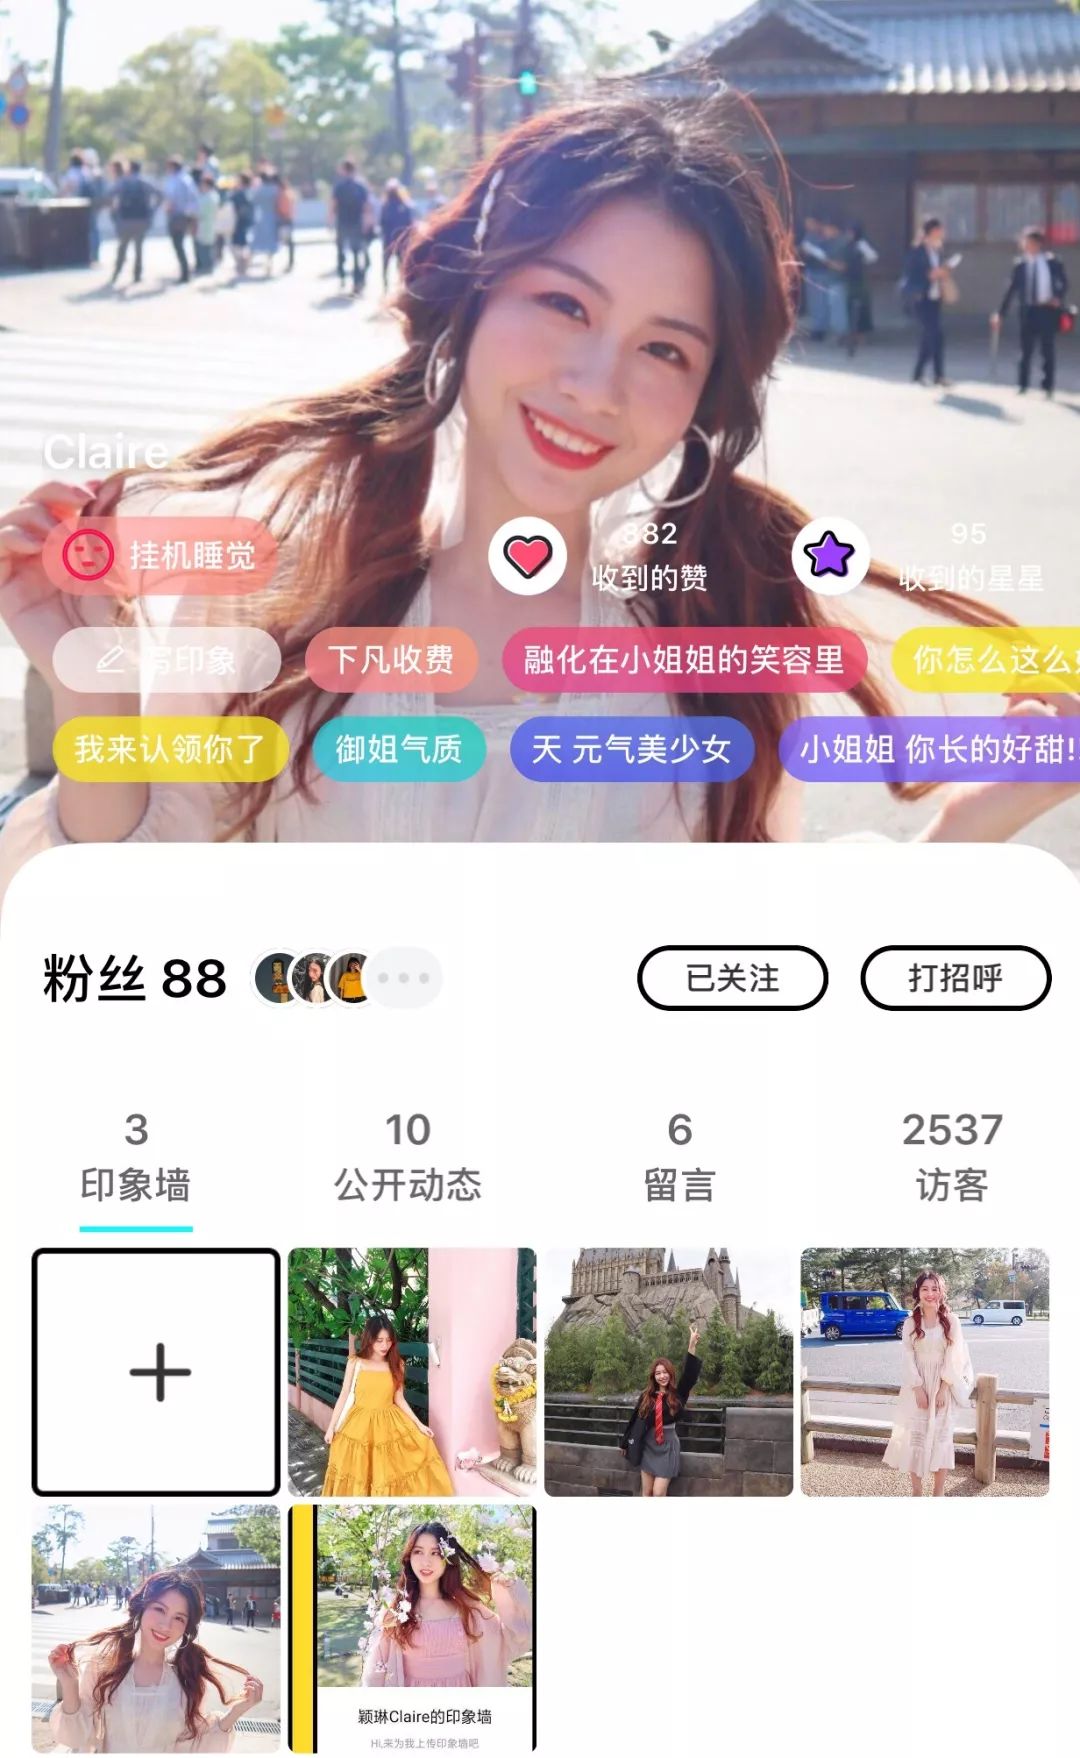 Claire
挂机睡觉
882
收到的赞
95
收到的星星
写印象
下凡收费
融化在小姐姐的笑容里
你怎么这么
我来认领你了
御姐气质
天 元气美少女
小姐姐 你长的好甜!
粉丝 88
已关注
打招呼
3
印象墙
10
公开动态
6
留言
2537
访客
颖琳Claire的印象墙
Hi,来为我上传印象墙吧